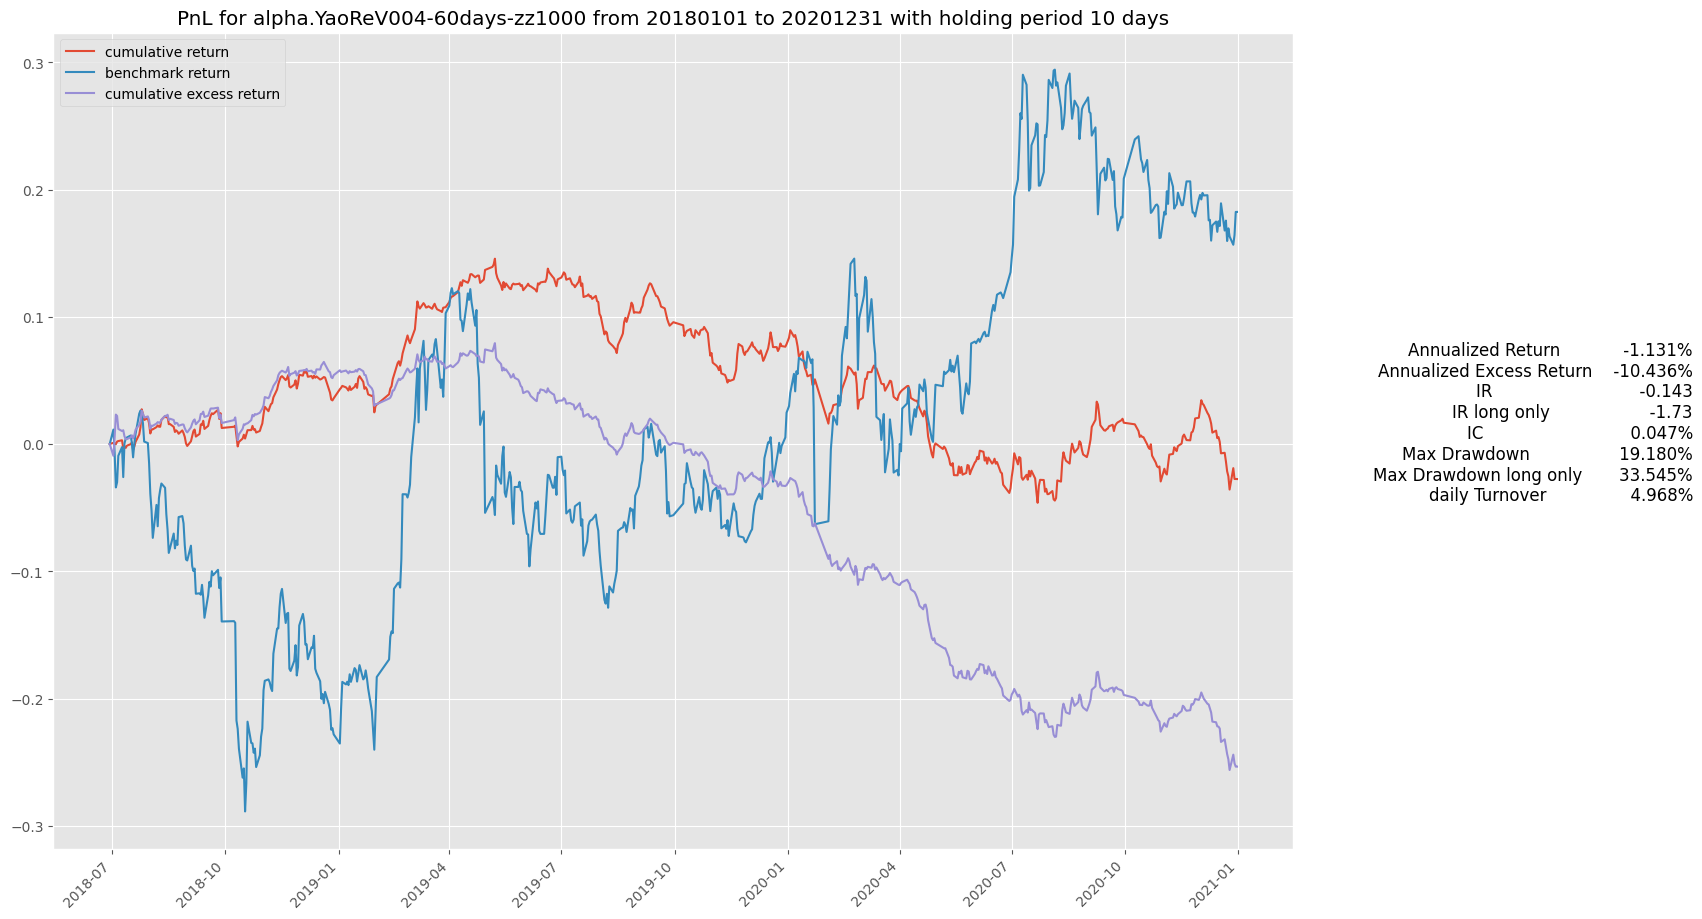 PnL for alpha.YaoReV004-60days-zz1000 from 20180101 to 20201231 with holding period 10 days
cumulative return
benchmark return
cumulative excess return
0.3
0.2
0.1
0.0
−0.1
−0.2
−0.3
2018-07
2018-10
2019-01
2019-04
2019-07
2019-10
2020-01
2020-04
2020-07
2020-10
2021-01
Annualized Return -1.131%
Annualized Excess Return -10.436%
IR -0.143
IR long only -1.73
IC 0.047%
Max Drawdown 19.180%
Max Drawdown long only 33.545%
daily Turnover 4.968%